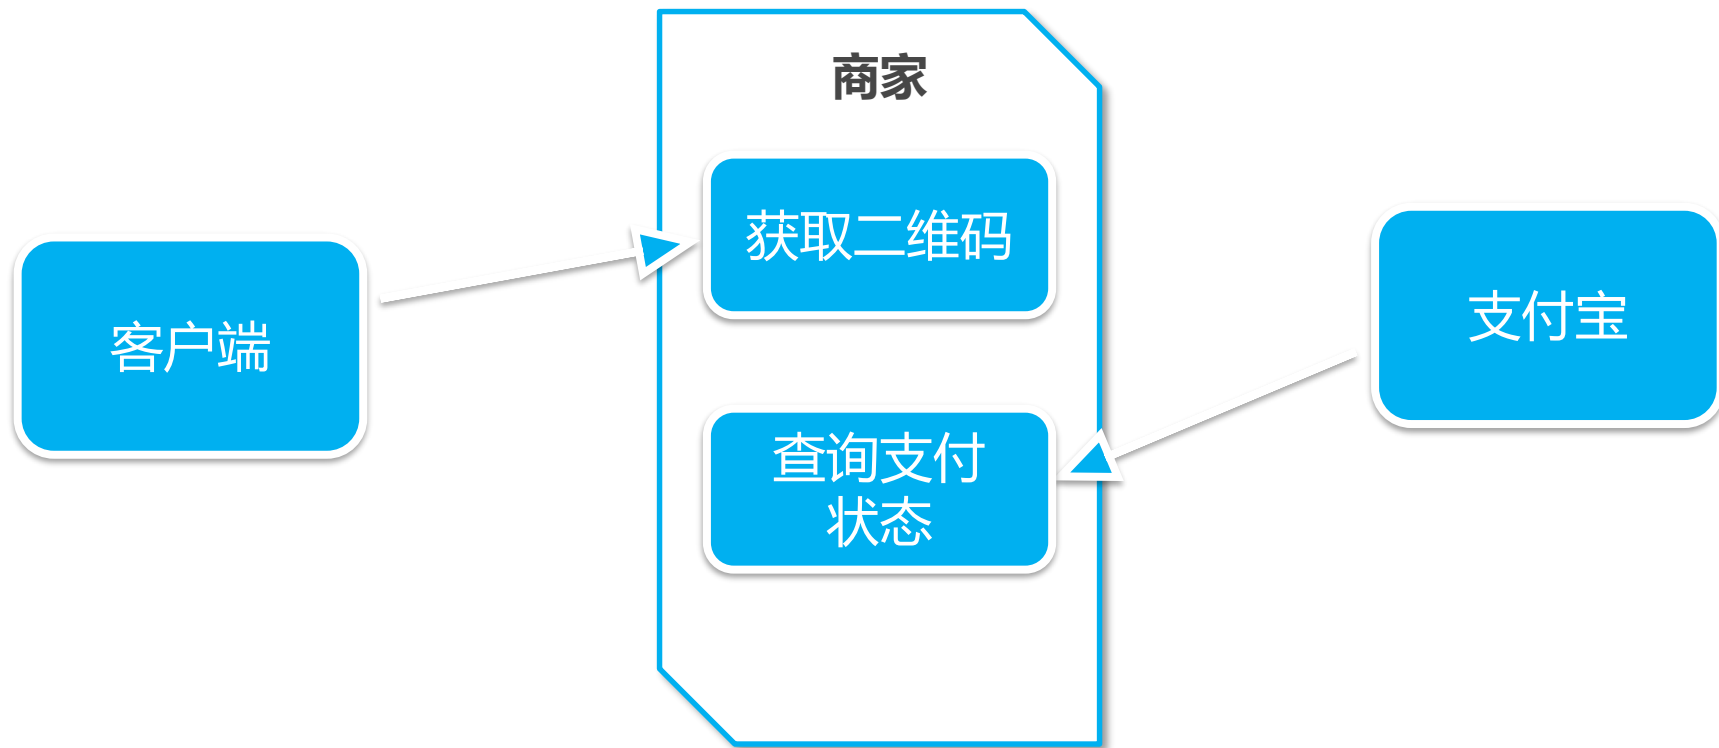 商家
获取二维码
客户端
支付宝
查询支付
状态